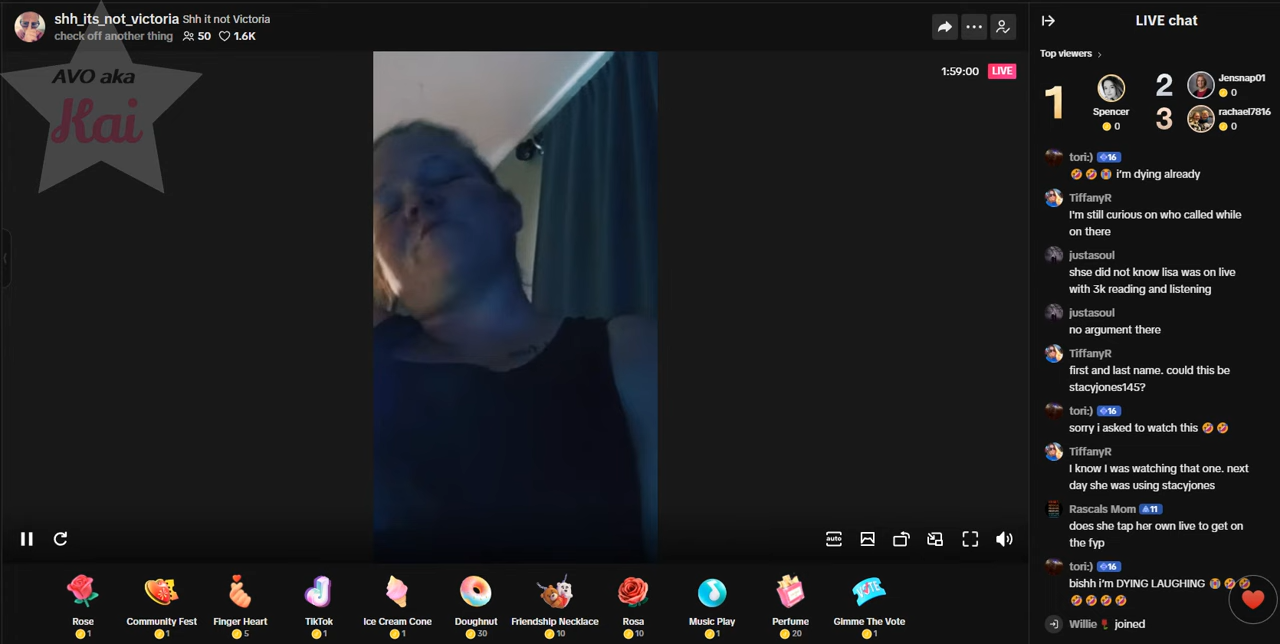 shh_its_not_victoria Shh it not Victoria
check off another thing 50 1.6K
AVO aka
Kai
1:59:00 LIVE
LIVE chat
Top viewers >
1
Spencer
0
2
Jensnap01
0
3
rachael7816
0
tori:) 16
🤣 🤣 😭 i'm dying already
TiffanyR
I'm still curious on who called while
on there
justasoul
shse did not know lisa was on live
with 3k reading and listening
justasoul
no argument there
TiffanyR
first and last name. could this be
stacyjones145?
tori:) 16
sorry i asked to watch this 🤣 🤣
TiffanyR
I know I was watching that one. next
day she was using stacyjones
Rascals Mom 11
does she tap her own live to get on
the fyp
tori:) 16
bishh i'm DYING LAUGHING 😭 🤣 🤣
🤣 🤣 🤣 🤣
Willie 🌹 joined
auto
Rose
1
Community Fest
1
Finger Heart
5
TikTok
1
Ice Cream Cone
1
Doughnut
30
Friendship Necklace
10
Rosa
10
Music Play
1
Perfume
20
VOTE
Gimme The Vote
1